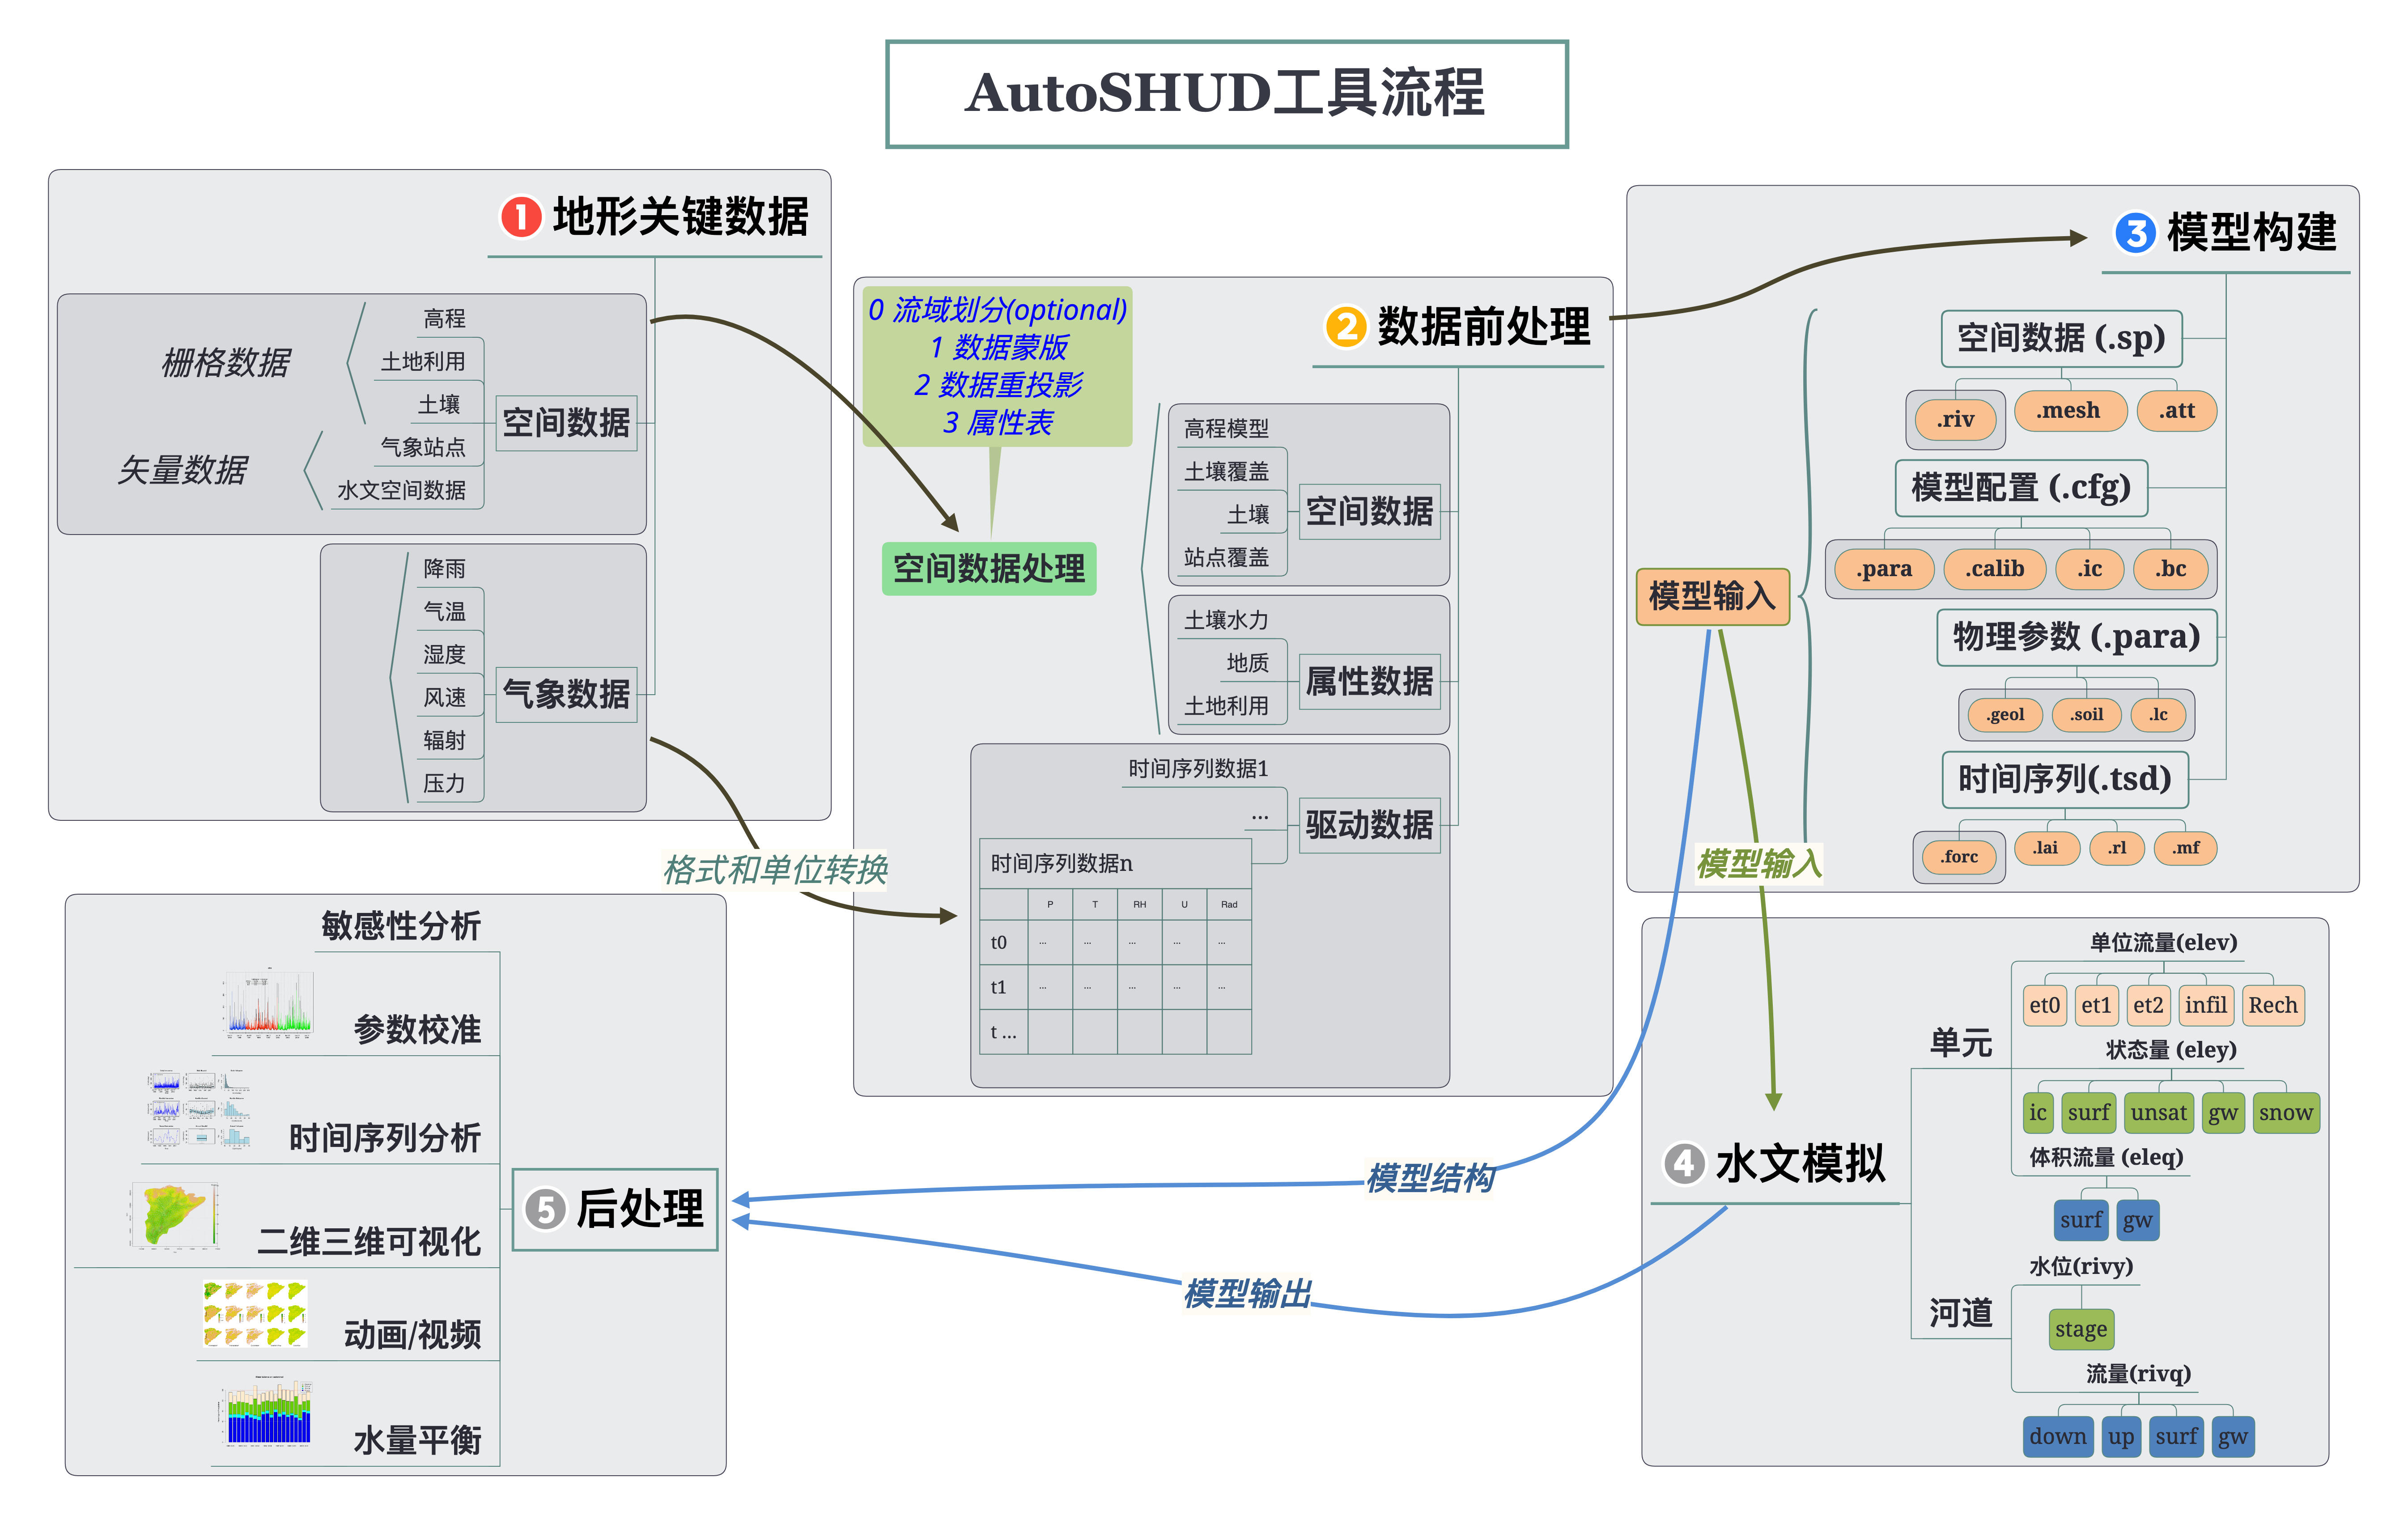 AutoSHUD工具流程
1 地形关键数据
栅格数据
高程
土地利用
土壤
矢量数据
气象站点
水文空间数据
空间数据
降雨
气温
湿度
风速
辐射
压力
气象数据
格式和单位转换
2 数据前处理
0 流域划分(optional)
1 数据蒙版
2 数据重投影
3 属性表
空间数据处理
高程模型
土壤覆盖
土壤
站点覆盖
空间数据
土壤水力
地质
土地利用
属性数据
时间序列数据1
...
驱动数据
时间序列数据n
P T RH U Rad
t0 ... ... ... ... ...
t1 ... ... ... ... ...
t ...
3 模型构建
模型输入
空间数据 (.sp)
.riv .mesh .att
模型配置 (.cfg)
.para .calib .ic .bc
物理参数 (.para)
.geol .soil .lc
时间序列(.tsd)
.forc .lai .rl .mf
模型输入
4 水文模拟
单元
单位流量(elev)
et0 et1 et2 infil Rech
状态量 (eley)
ic surf unsat gw snow
体积流量 (eleq)
surf gw
河道
水位(rivy)
stage
流量(rivq)
down up surf gw
模型结构
模型输出
5 后处理
敏感性分析
参数校准
时间序列分析
二维三维可视化
动画/视频
水量平衡